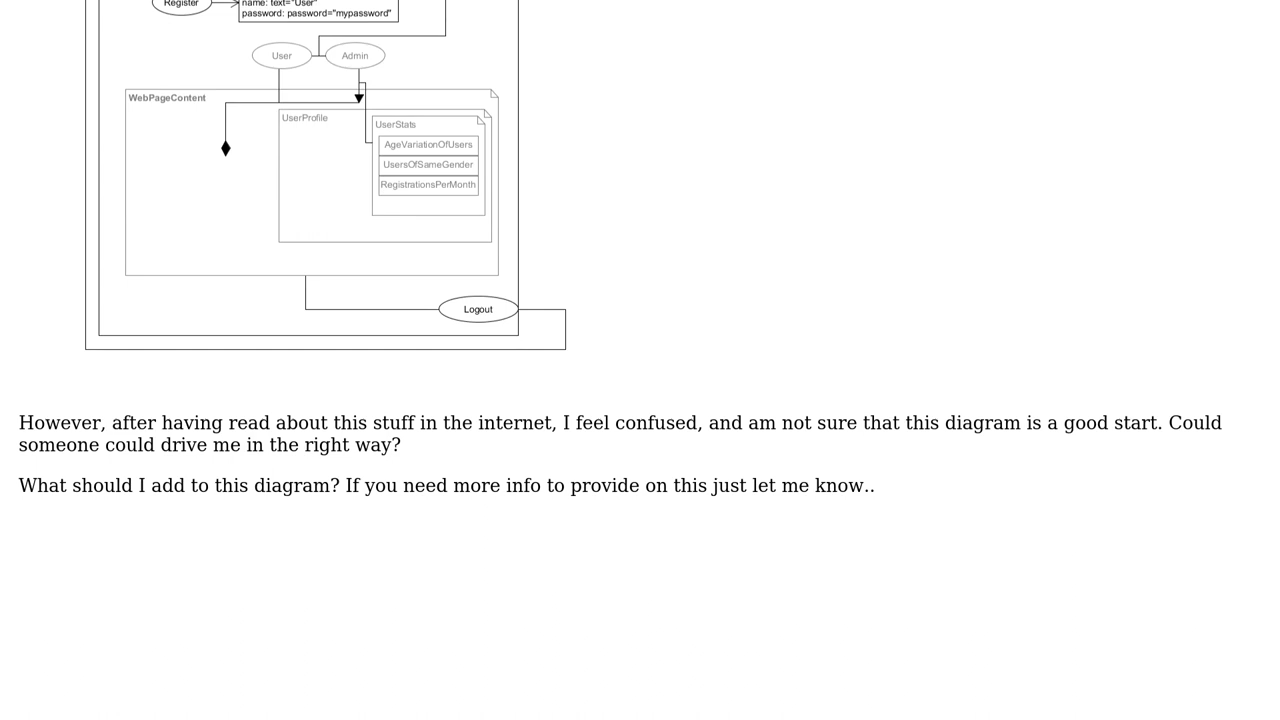 Register
name: text="User"
password: password="mypassword"
User
Admin
WebPageContent
UserProfile
UserStats
AgeVariationOfUsers
UsersOfSameGender
RegistrationsPerMonth
Logout
However, after having read about this stuff in the internet, I feel confused, and am not sure that this diagram is a good start. Could
someone could drive me in the right way?
What should I add to this diagram? If you need more info to provide on this just let me know..